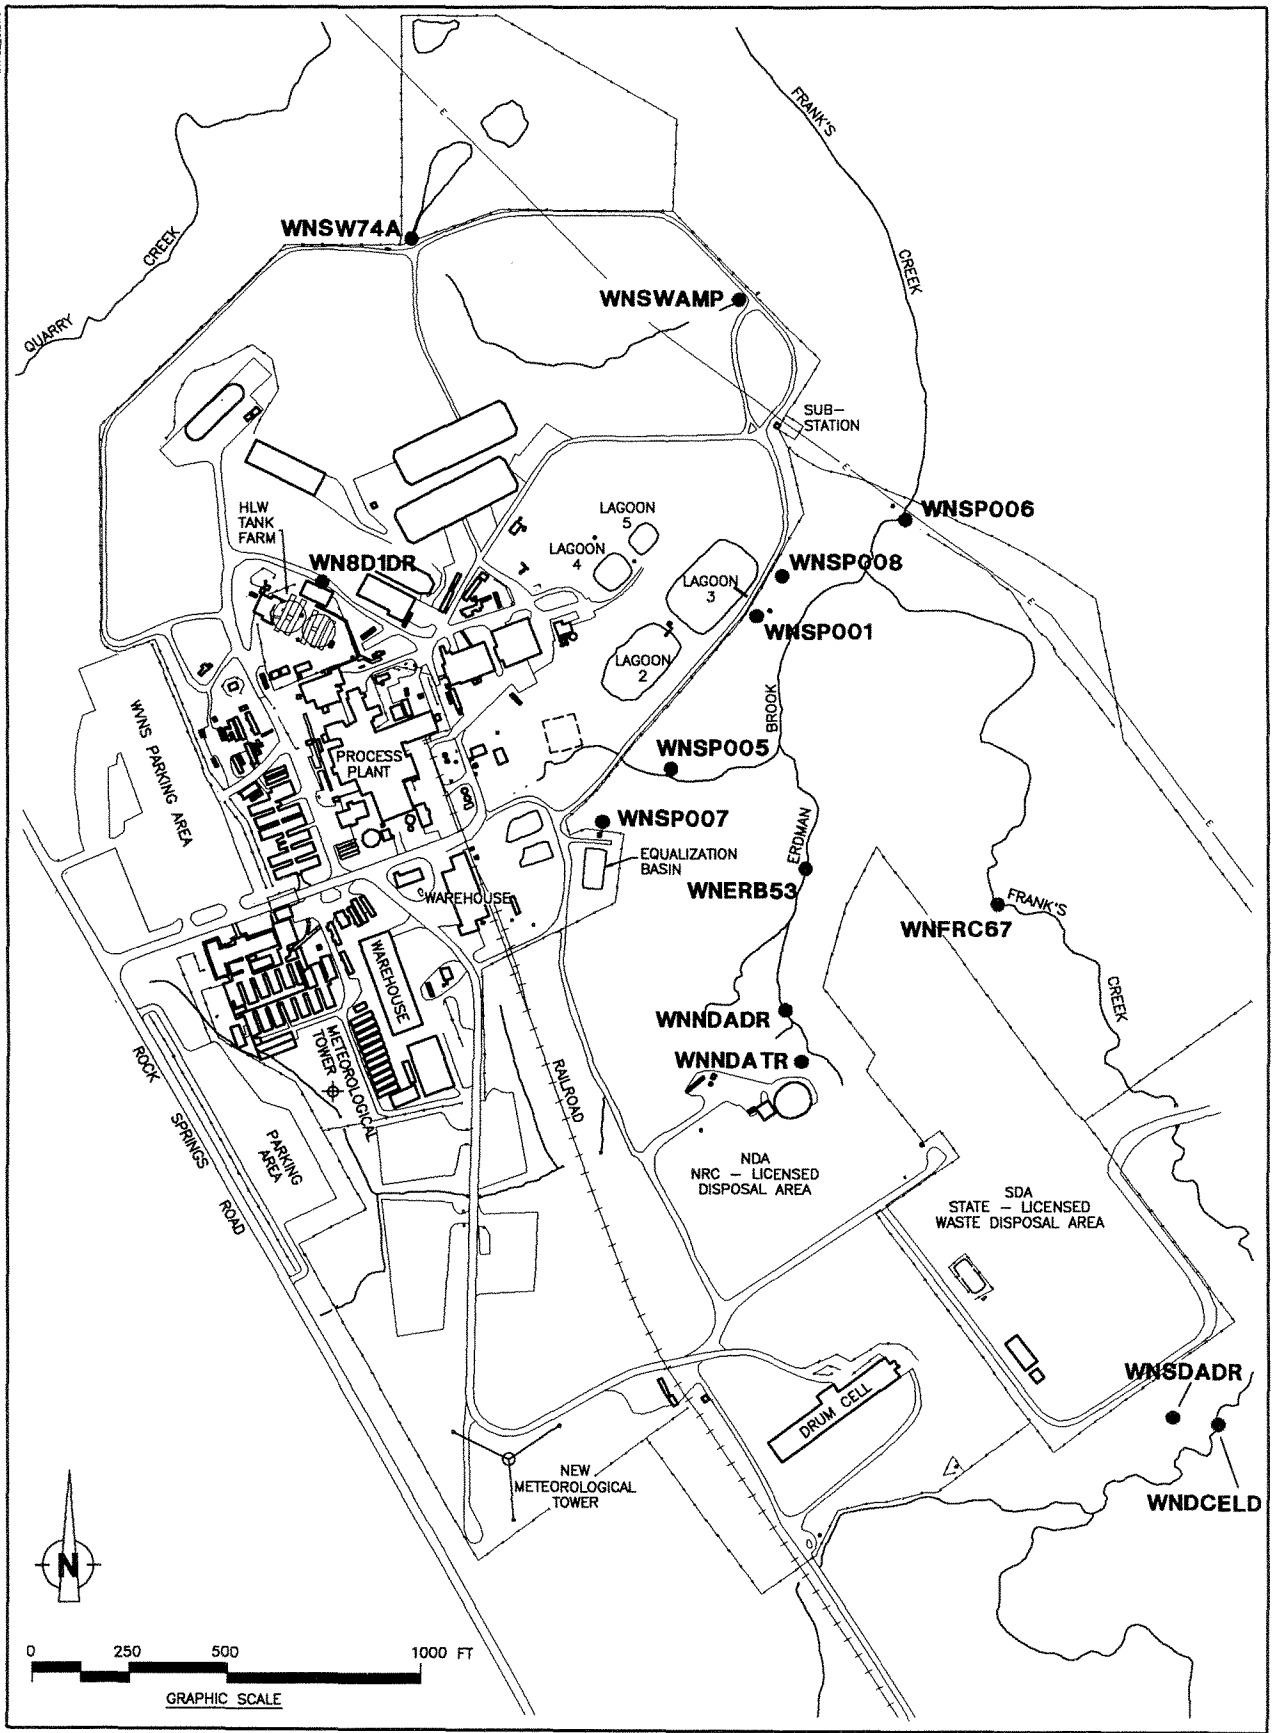 FRANK'S
CREEK
WNSW74A
CREEK
QUARRY
WNSWAMP
SUB-
STATION
E
E
E
WNSP006
HLW
TANK
FARM
WN8D1DR
LAGOON
5
LAGOON
4
LAGOON
3
WNSP008
WNSP001
LAGOON
2
BROOK
WVNS PARKING AREA
PROCESS
PLANT
WNSP005
WNSP007
EQUALIZATION
BASIN
ERDMAN
WNERB53
WAREHOUSE
FRANK'S
WNFRC67
CREEK
WAREHOUSE
METEOROLOGICAL
TOWER
WNNDADR
WNNDATR
RAILROAD
ROCK
SPRINGS
ROAD
PARKING
AREA
NDA
NRC - LICENSED
DISPOSAL AREA
SDA
STATE - LICENSED
WASTE DISPOSAL AREA
WNSDADR
DRUM CELL
NEW
METEOROLOGICAL
TOWER
WNDCELD
N
0 250 500 1000 FT
GRAPHIC SCALE